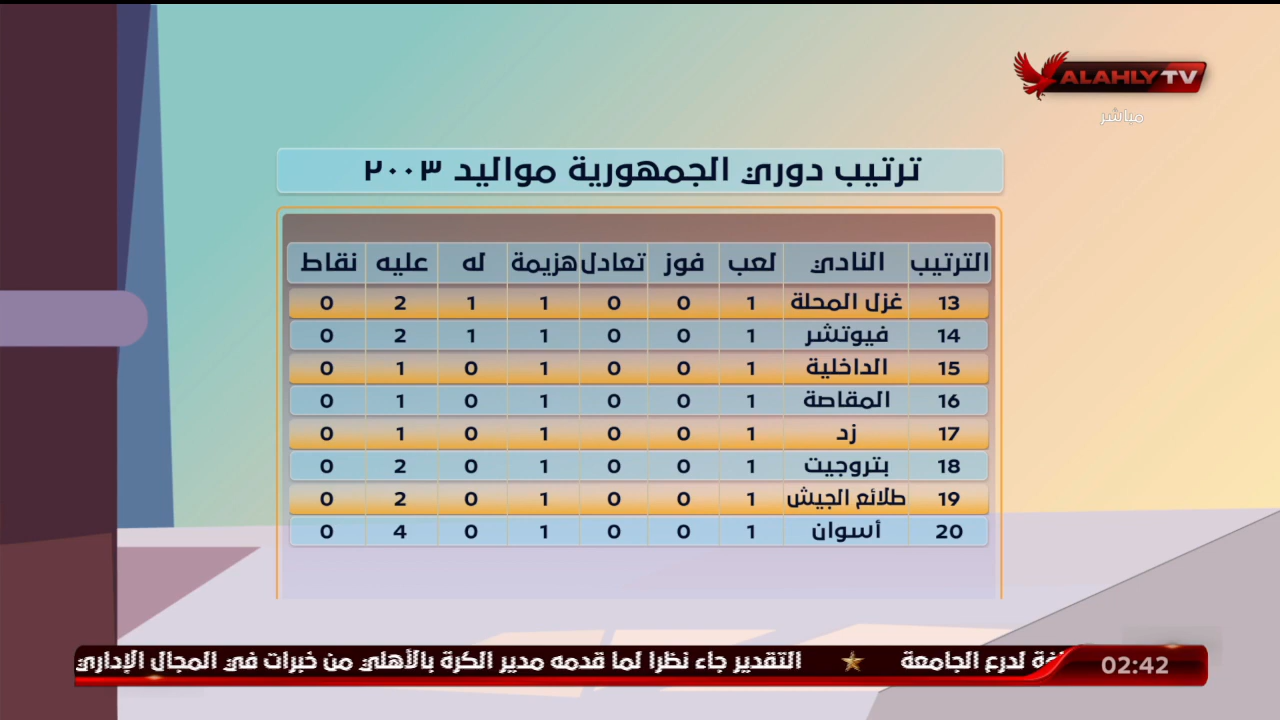 ALAHLY TV
مباشر
ترتيب دوري الجمهورية مواليد ٢٠٠٣
الترتيب النادي لعب فوز تعادل هزيمة له عليه نقاط
13 غزل المحلة 1 0 0 1 1 2 0
14 فيوتشر 1 0 0 1 1 2 0
15 الداخلية 1 0 0 1 0 1 0
16 المقاصة 1 0 0 1 0 1 0
17 زد 1 0 0 1 0 1 0
18 بتروجيت 1 0 0 1 0 2 0
19 طلائع الجيش 1 0 0 1 0 2 0
20 أسوان 1 0 0 1 0 4 0
لدرع الجامعة التقدير جاء نظرا لما قدمه مدير الكرة بالأهلي من خبرات في المجال الإداري
02:42